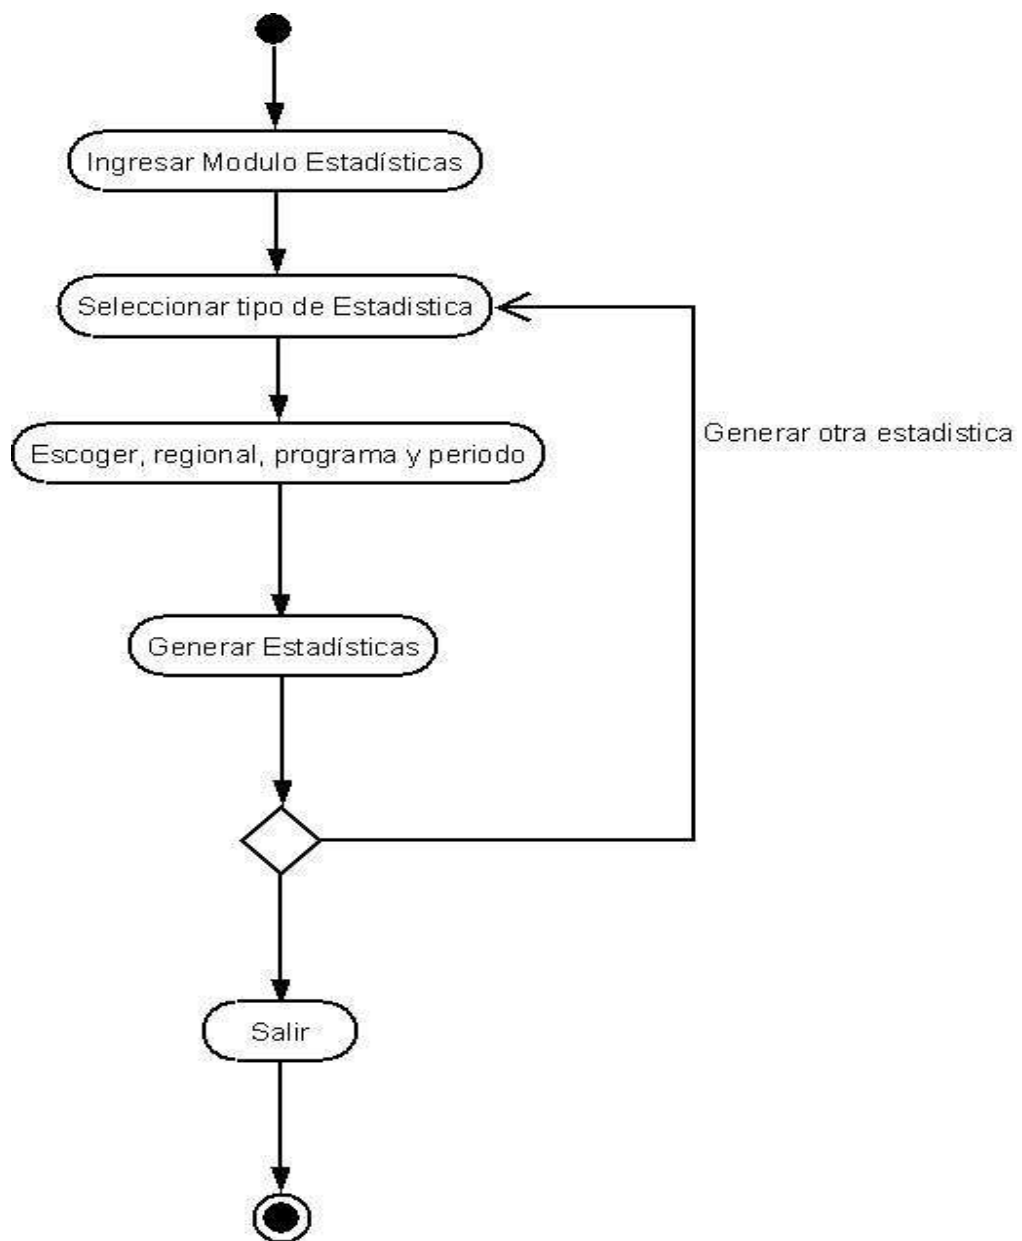 Ingresar Modulo Estadísticas
Seleccionar tipo de Estadistica
Generar otra estadistica
Escoger, regional, programa y periodo
Generar Estadísticas
Salir